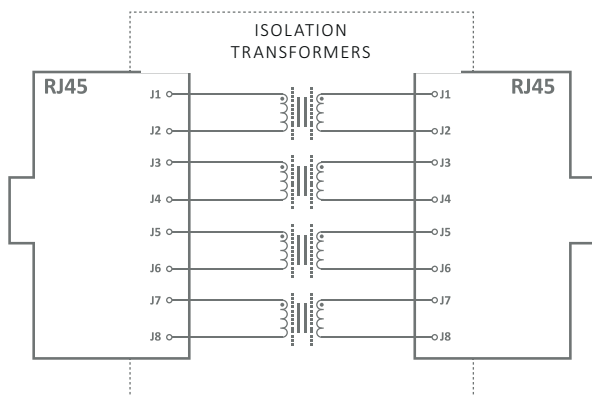 ISOLATION
TRANSFORMERS
RJ45 RJ45
J1 J1
J2 J2
J3 J3
J4 J4
J5 J5
J6 J6
J7 J7
J8 J8